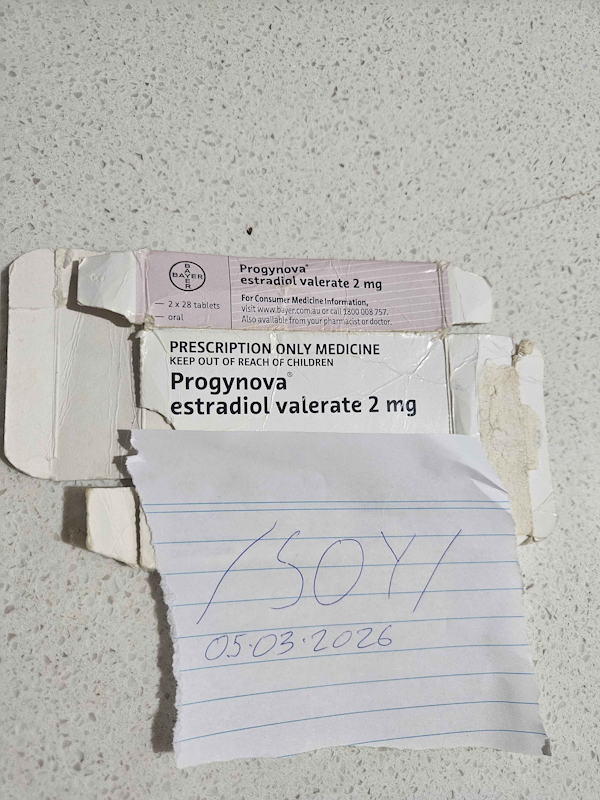 BAYER
BAYER
Progynova®
estradiol valerate 2 mg
2 x 28 tablets
oral
For Consumer Medicine Information,
visit www.bayer.com.au or call 1800 008 757.
Also available from your pharmacist or doctor.
PRESCRIPTION ONLY MEDICINE
KEEP OUT OF REACH OF CHILDREN
Progynova®
estradiol valerate 2 mg
/SOY/
05.03.2026